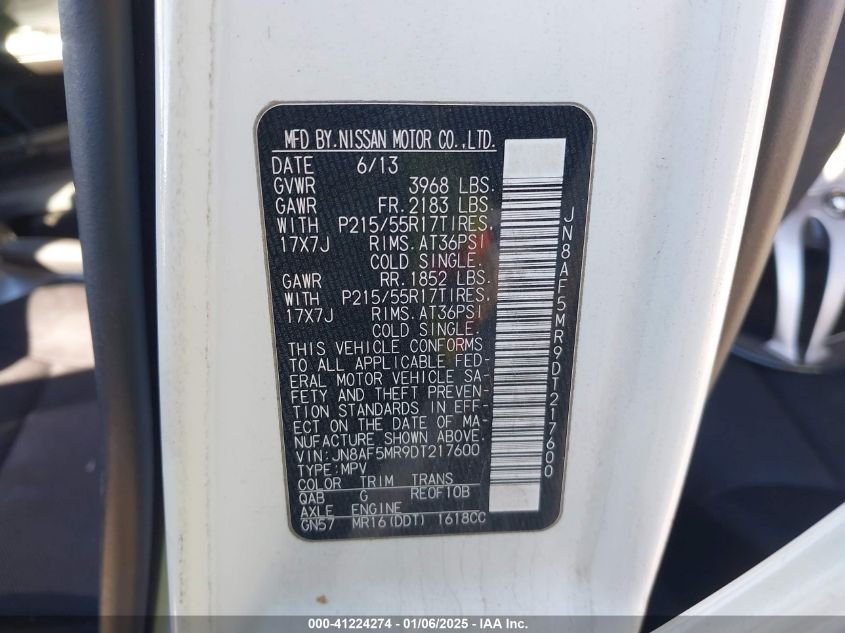 MFD BY.NISSAN MOTOR CO.,LTD.
DATE 6/13
GVWR 3968 LBS.
GAWR FR.2183 LBS.
WITH P215/55R17TIRES.
17X7J RIMS.AT36PSI
COLD SINGLE.
GAWR RR.1852 LBS.
WITH P215/55R17TIRES.
17X7J RIMS.AT36PSI
COLD SINGLE.
THIS VEHICLE CONFORMS
TO ALL APPLICABLE FED-
ERAL MOTOR VEHICLE SA-
FETY AND THEFT PREVEN-
TION STANDARDS IN EFF-
ECT ON THE DATE OF MA-
NUFACTURE SHOWN ABOVE.
VIN:JN8AF5MR9DT217600
TYPE:MPV
COLOR TRIM TRANS
QAB G RE0F10B
AXLE ENGINE
GN57 MR16(DDT) 1618CC
JN8AF5MR9DT217600
000-41224274 - 01/06/2025 - IAA Inc.